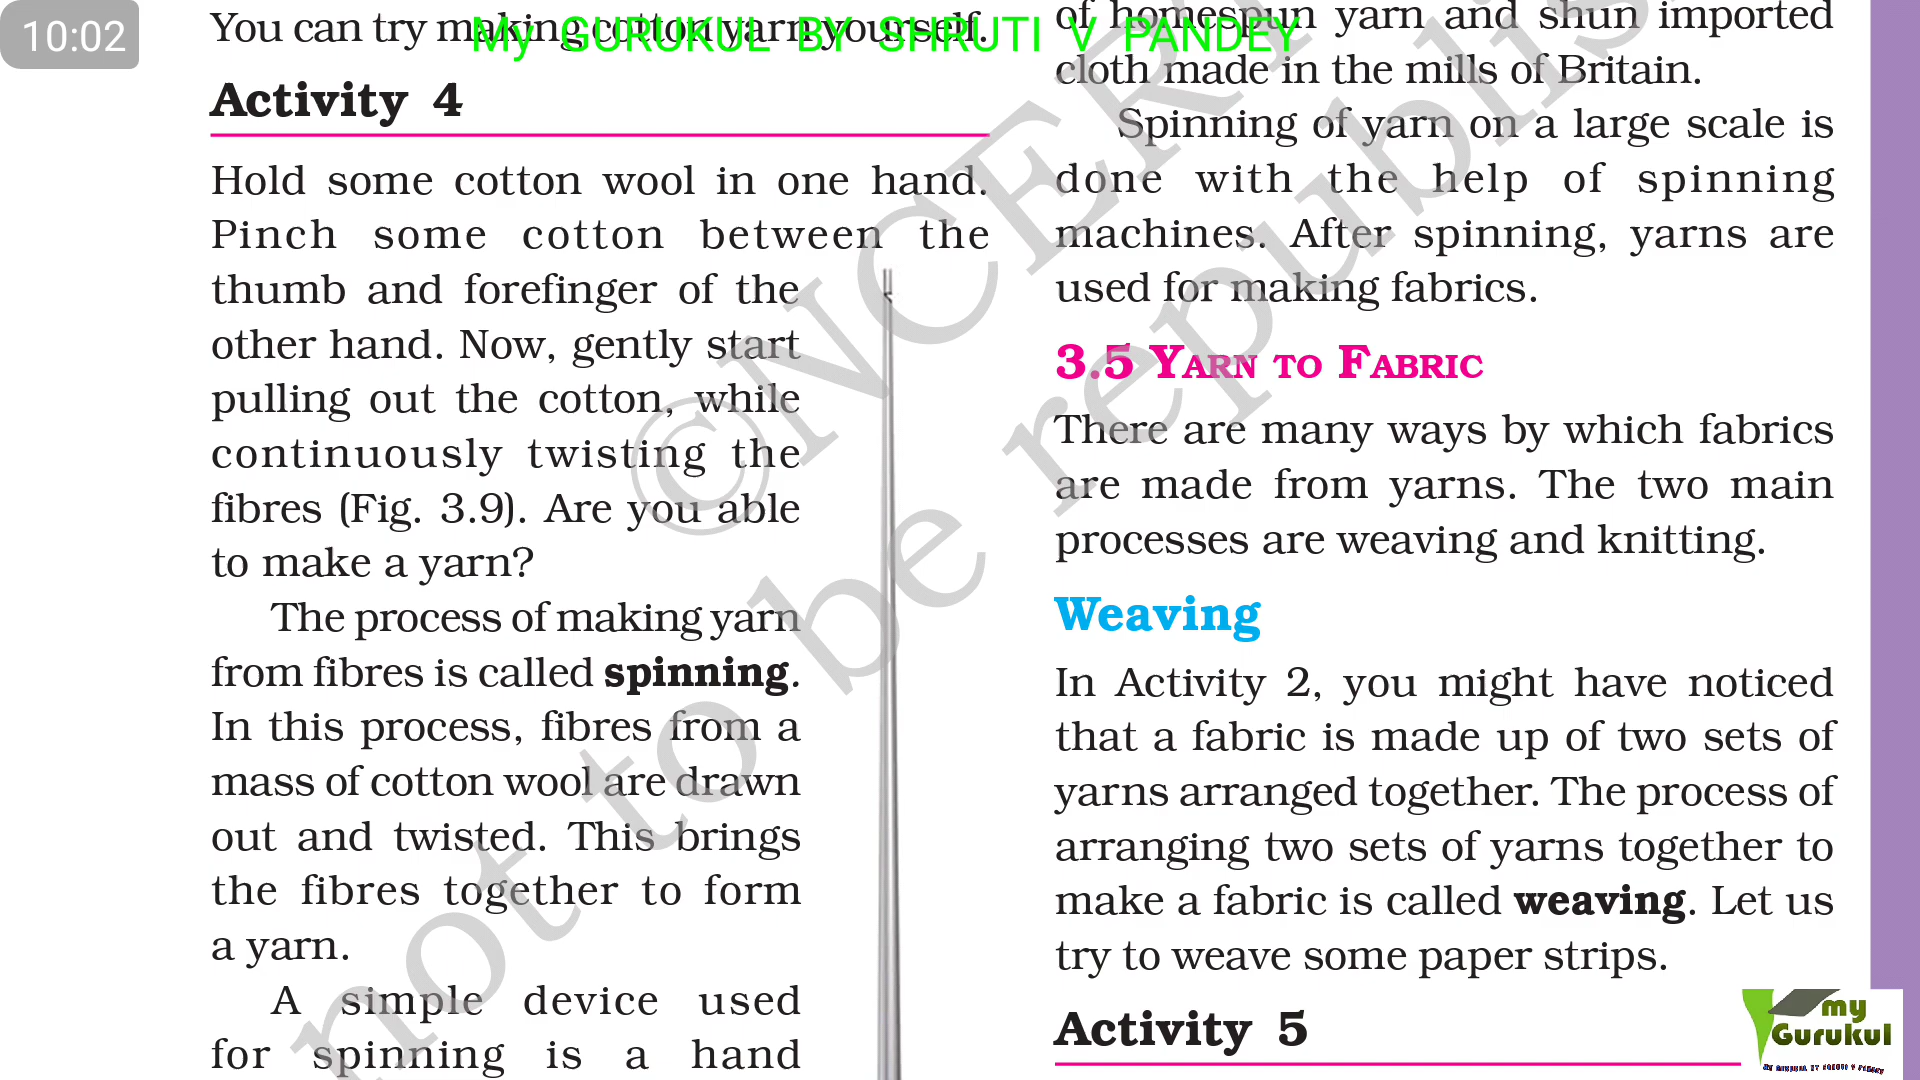 10:02
My GURUKUL BY SHRUTI V PANDEY
You can try making cotton yarn yourself.
Activity 4
Hold some cotton wool in one hand.
Pinch some cotton between the
thumb and forefinger of the
other hand. Now, gently start
pulling out the cotton, while
continuously twisting the
fibres (Fig. 3.9). Are you able
to make a yarn?
The process of making yarn
from fibres is called spinning.
In this process, fibres from a
mass of cotton wool are drawn
out and twisted. This brings
the fibres together to form
a yarn.
A simple device used
for spinning is a hand
of homespun yarn and shun imported
cloth made in the mills of Britain.
Spinning of yarn on a large scale is
done with the help of spinning
machines. After spinning, yarns are
used for making fabrics.
3.5 YARN TO FABRIC
There are many ways by which fabrics
are made from yarns. The two main
processes are weaving and knitting.
Weaving
In Activity 2, you might have noticed
that a fabric is made up of two sets of
yarns arranged together. The process of
arranging two sets of yarns together to
make a fabric is called weaving. Let us
try to weave some paper strips.
Activity 5
©NCER
not to be republis
my
Gurukul